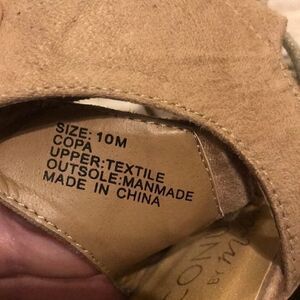 SIZE: 10M
COPA
UPPER:TEXTILE
OUTSOLE:MANMADE
MADE IN CHINA